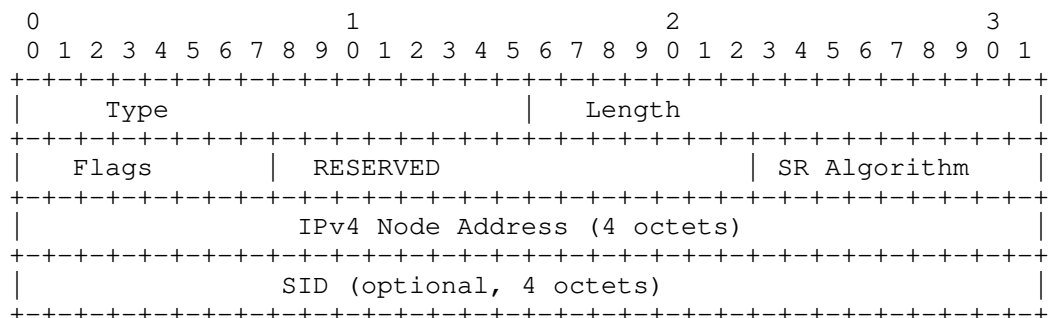 0                   1                   2                   3
 0 1 2 3 4 5 6 7 8 9 0 1 2 3 4 5 6 7 8 9 0 1 2 3 4 5 6 7 8 9 0 1
+-+-+-+-+-+-+-+-+-+-+-+-+-+-+-+-+-+-+-+-+-+-+-+-+-+-+-+-+-+-+-+-+
|     Type                      |   Length                      |
+-+-+-+-+-+-+-+-+-+-+-+-+-+-+-+-+-+-+-+-+-+-+-+-+-+-+-+-+-+-+-+-+
|   Flags       |  RESERVED                   | SR Algorithm    |
+-+-+-+-+-+-+-+-+-+-+-+-+-+-+-+-+-+-+-+-+-+-+-+-+-+-+-+-+-+-+-+-+
|                 IPv4 Node Address (4 octets)                  |
+-+-+-+-+-+-+-+-+-+-+-+-+-+-+-+-+-+-+-+-+-+-+-+-+-+-+-+-+-+-+-+-+
|                SID (optional, 4 octets)                       |
+-+-+-+-+-+-+-+-+-+-+-+-+-+-+-+-+-+-+-+-+-+-+-+-+-+-+-+-+-+-+-+-+